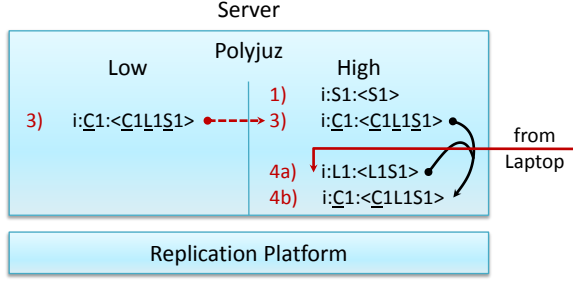 Server
Polyjuz
Low
High
1) i:S1:<S1>
3) i:C1:<C1L1S1> 3) i:C1:<C1L1S1>
from
Laptop
4a) i:L1:<L1S1>
4b) i:C1:<C1L1S1>
Replication Platform